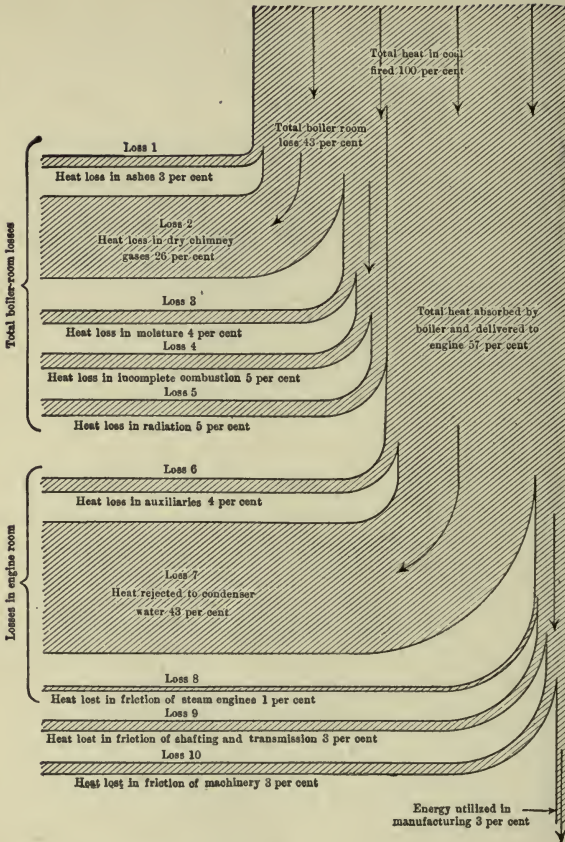 Total heat in coal
fired 100 per cent
Total boiler room
loss 43 per cent
Loss 1
Heat loss in ashes 3 per cent
Loss 2
Heat loss in dry chimney
gases 26 per cent
Loss 3
Heat loss in moisture 4 per cent
Loss 4
Heat loss in incomplete combustion 5 per cent
Loss 5
Heat loss in radiation 5 per cent
Total boiler-room losses
Total heat absorbed by
boiler and delivered to
engine 57 per cent
Loss 6
Heat loss in auxiliaries 4 per cent
Loss 7
Heat rejected to condenser
water 43 per cent
Loss 8
Heat lost in friction of steam engines 1 per cent
Losses in engine room
Loss 9
Heat lost in friction of shafting and transmission 3 per cent
Loss 10
Heat lost in friction of machinery 3 per cent
Energy utilized in
manufacturing 3 per cent